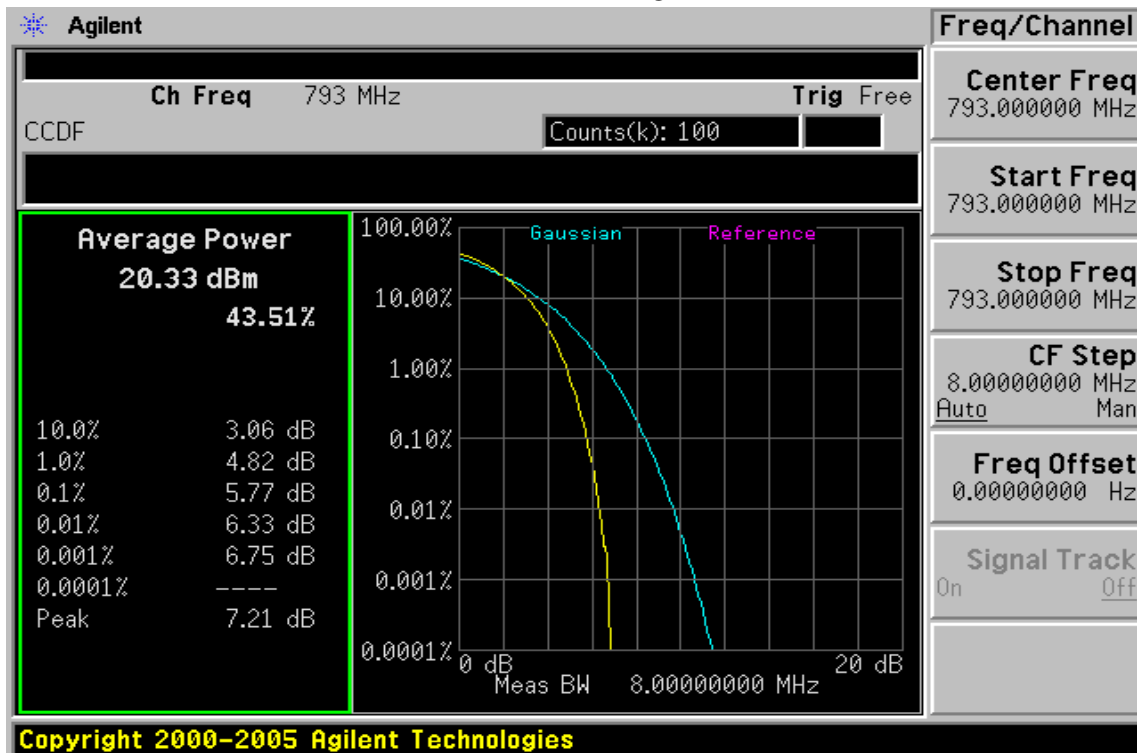 Agilent
Freq/Channel
Ch Freq 793 MHz Trig Free
CCDF Counts(k): 100
Average Power
20.33 dBm
43.51%
10.0% 3.06 dB
1.0% 4.82 dB
0.1% 5.77 dB
0.01% 6.33 dB
0.001% 6.75 dB
0.0001% ----
Peak 7.21 dB
Gaussian Reference
100.00%
10.00%
1.00%
0.10%
0.01%
0.001%
0.0001%
0 dB 20 dB
Meas BW 8.00000000 MHz
Center Freq
793.000000 MHz
Start Freq
793.000000 MHz
Stop Freq
793.000000 MHz
CF Step
8.00000000 MHz
Auto Man
Freq Offset
0.00000000 Hz
Signal Track
On Off
Copyright 2000-2005 Agilent Technologies